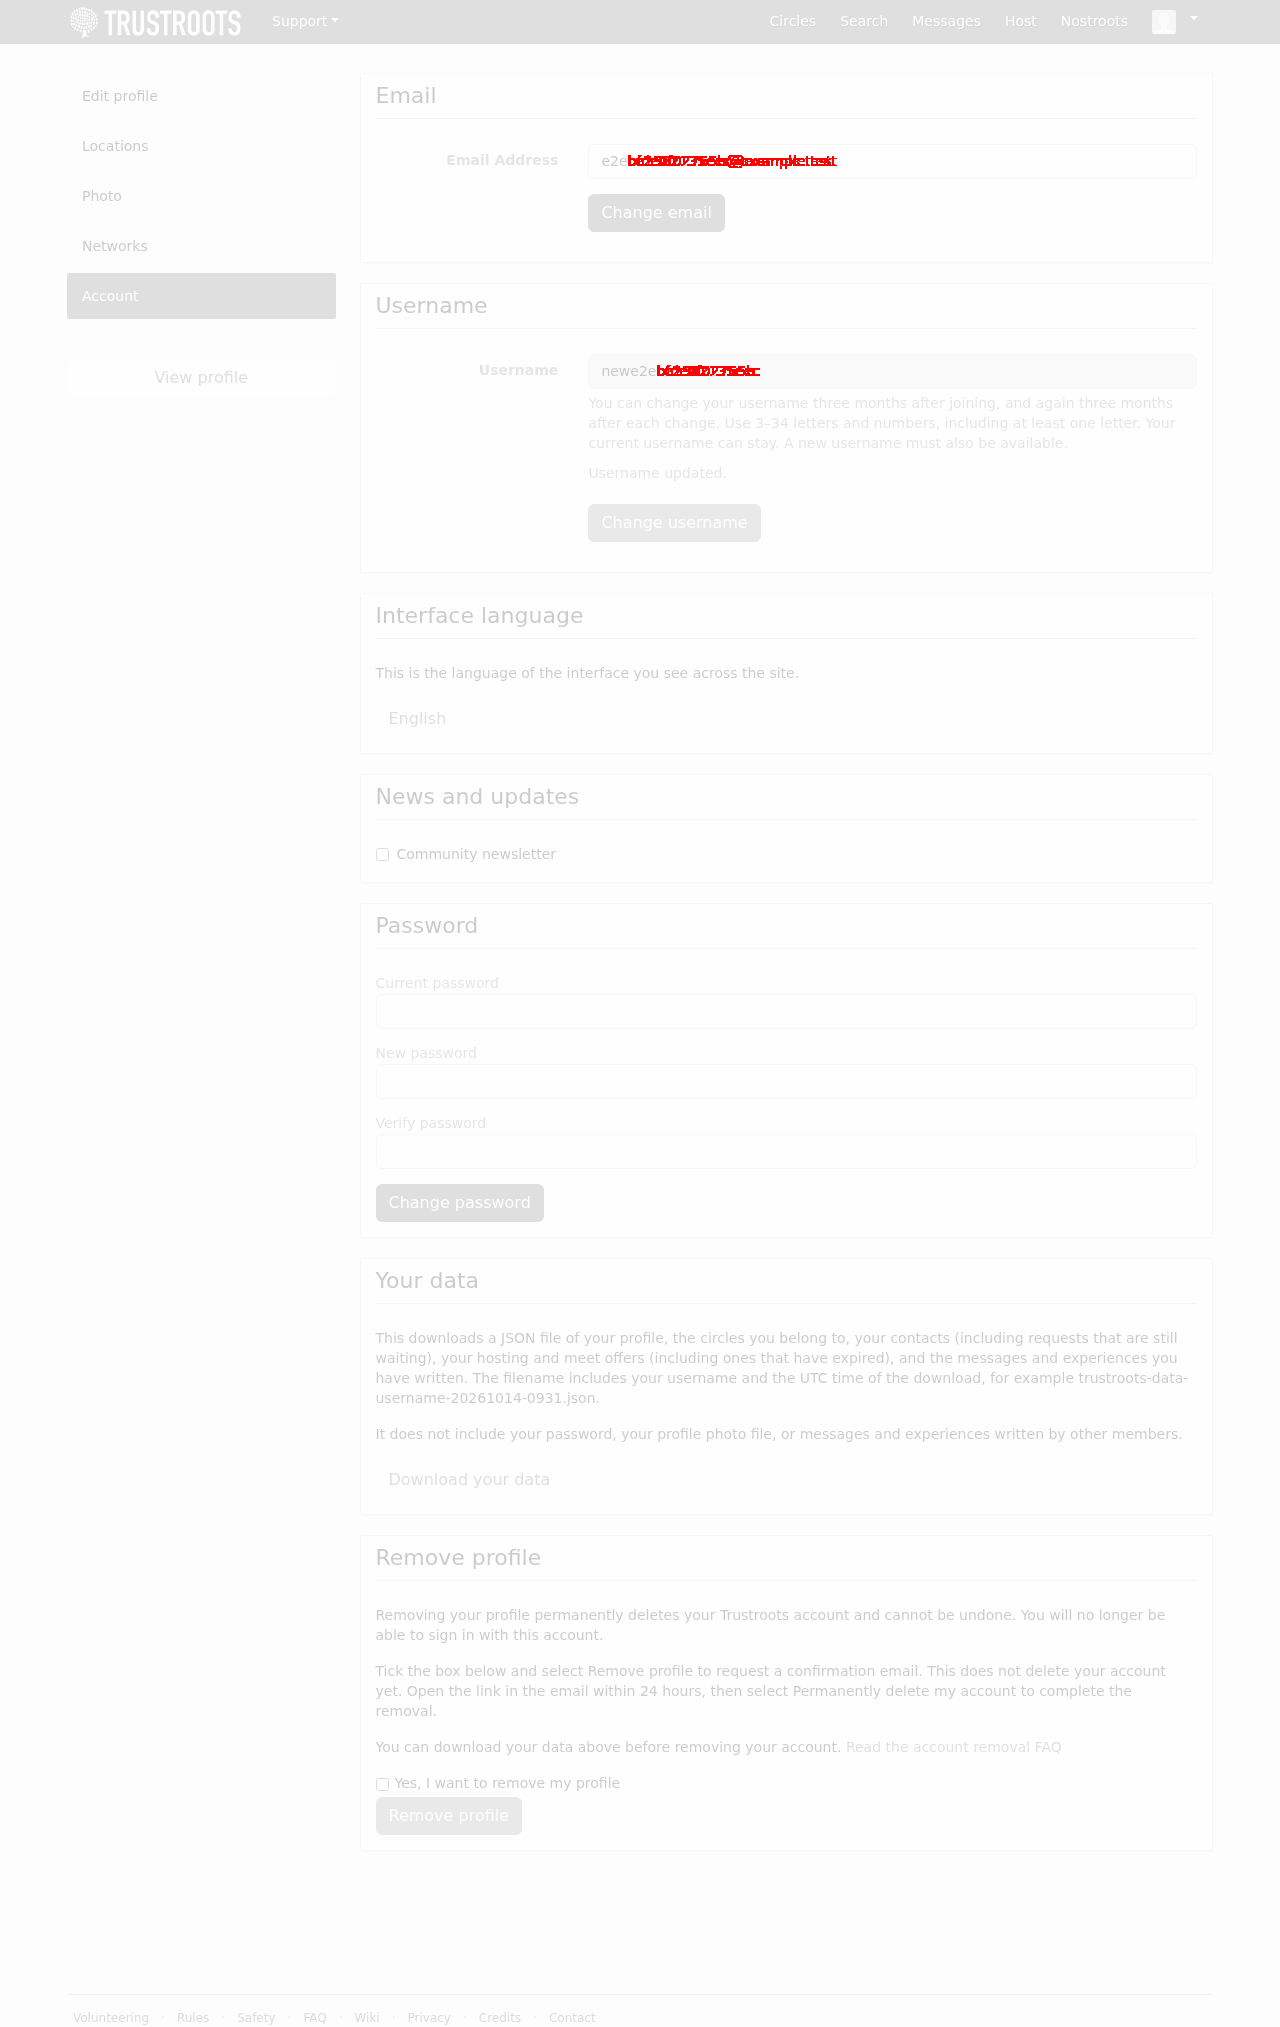 TRUSTROOTS
Support
Circles
Search
Messages
Host
Nostroots
Edit profile
Locations
Photo
Networks
Account
View profile
Email
Email Address
Change email
Username
Username
You can change your username three months after joining, and again three months
after each change. Use 3–34 letters and numbers, including at least one letter. Your
current username can stay. A new username must also be available.
Username updated.
Change username
Interface language
This is the language of the interface you see across the site.
English
News and updates
Community newsletter
Password
Current password
New password
Verify password
Change password
Your data
This downloads a JSON file of your profile, the circles you belong to, your contacts (including requests that are still
waiting), your hosting and meet offers (including ones that have expired), and the messages and experiences you
have written. The filename includes your username and the UTC time of the download, for example trustroots-data-
username-20261014-0931.json.
It does not include your password, your profile photo file, or messages and experiences written by other members.
Download your data
Remove profile
Removing your profile permanently deletes your Trustroots account and cannot be undone. You will no longer be
able to sign in with this account.
Tick the box below and select Remove profile to request a confirmation email. This does not delete your account
yet. Open the link in the email within 24 hours, then select Permanently delete my account to complete the
removal.
You can download your data above before removing your account. Read the account removal FAQ
Yes, I want to remove my profile
Remove profile
Volunteering · Rules · Safety · FAQ · Wiki · Privacy · Credits · Contact